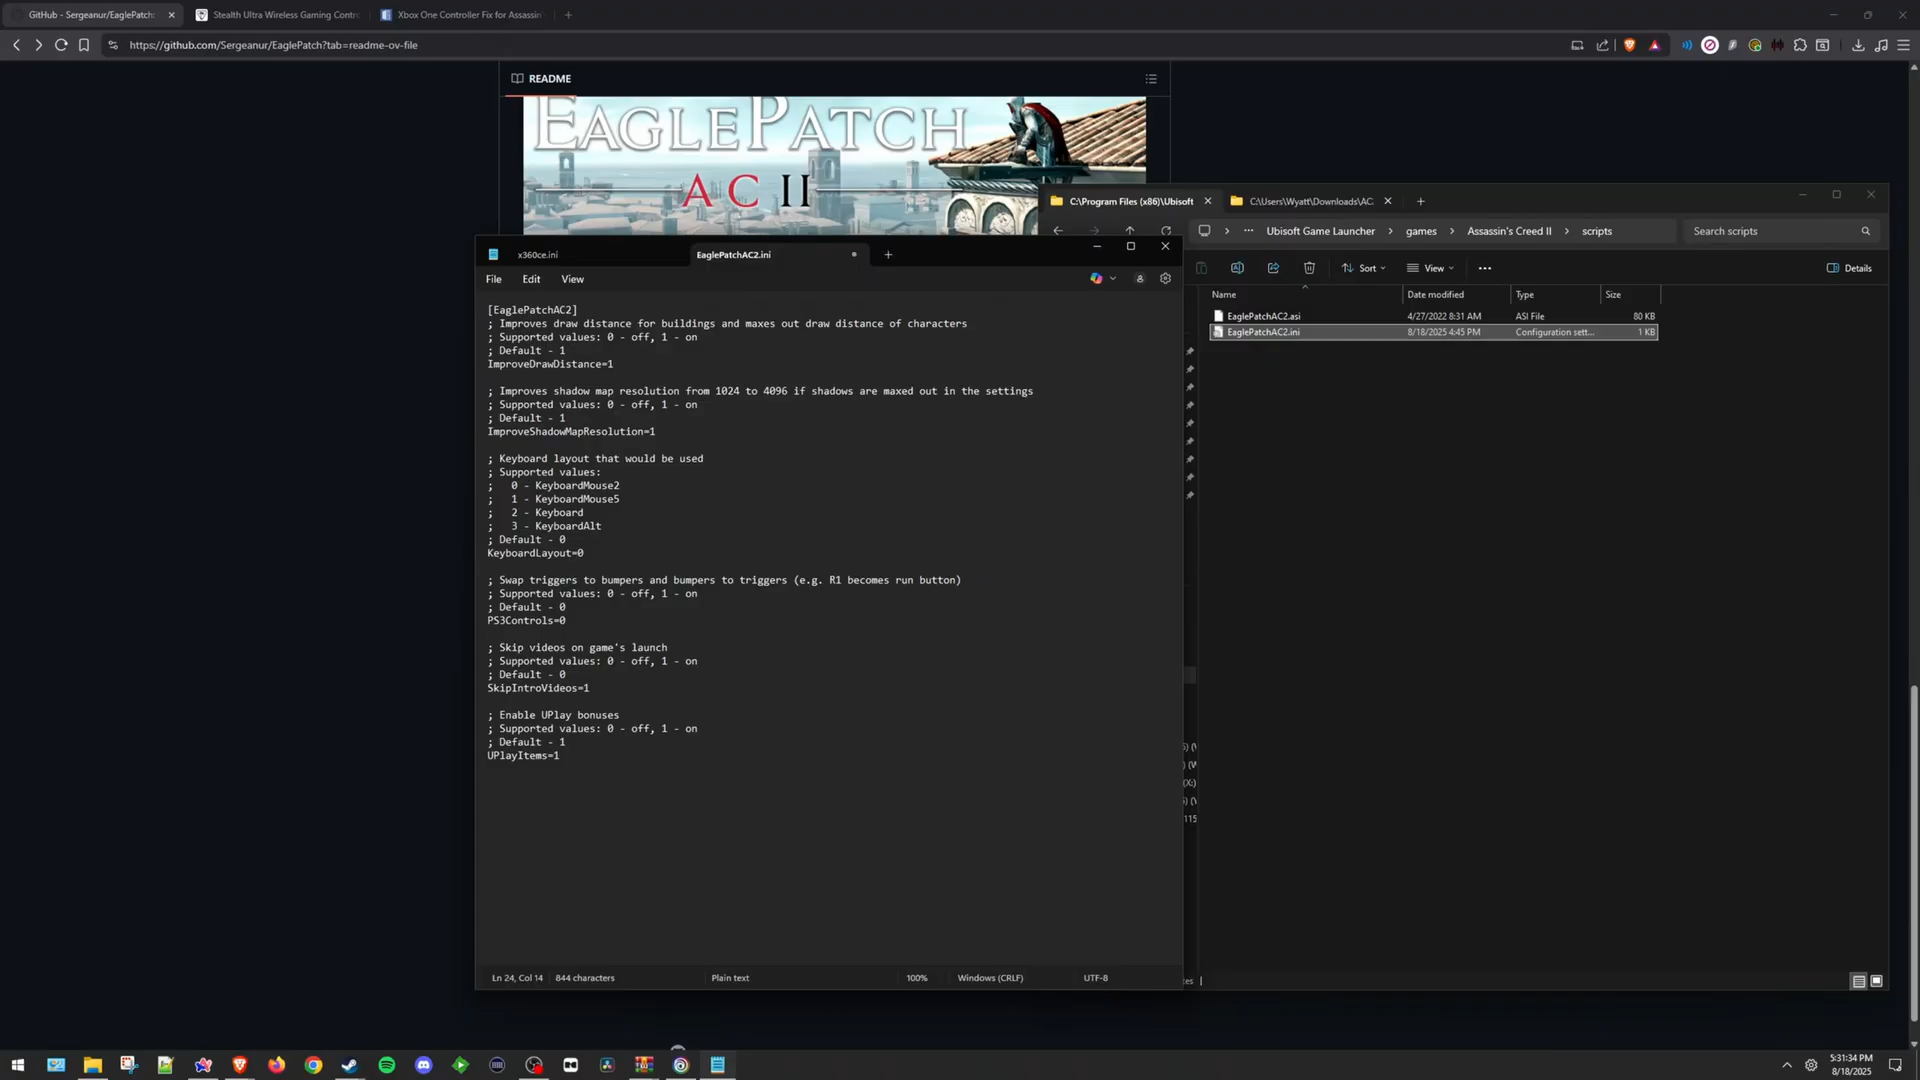 GitHub - Sergeanur/EaglePatch:
Stealth Ultra Wireless Gaming Contro
Xbox One Controller Fix for Assassin'
https://github.com/Sergeanur/EaglePatch?tab=readme-ov-file
README
EAGLEPATCH
AC II
C:\Program Files (x86)\Ubisoft
C:\Users\Wyatt\Downloads\AC
Ubisoft Game Launcher
games
Assassin's Creed II
scripts
Search scripts
Sort
View
Details
Name
Date modified
Type
Size
EaglePatchAC2.asi
4/27/2022 8:31 AM
ASI File
80 KB
EaglePatchAC2.ini
8/18/2025 4:45 PM
Configuration sett...
1 KB
x360ce.ini
EaglePatchAC2.ini
File
Edit
View
[EaglePatchAC2]
; Improves draw distance for buildings and maxes out draw distance of characters
; Supported values: 0 - off, 1 - on
; Default - 1
ImproveDrawDistance=1
; Improves shadow map resolution from 1024 to 4096 if shadows are maxed out in the settings
; Supported values: 0 - off, 1 - on
; Default - 1
ImproveShadowMapResolution=1
; Keyboard layout that would be used
; Supported values:
;   0 - KeyboardMouse2
;   1 - KeyboardMouse5
;   2 - Keyboard
;   3 - KeyboardAlt
; Default - 0
KeyboardLayout=0
; Swap triggers to bumpers and bumpers to triggers (e.g. R1 becomes run button)
; Supported values: 0 - off, 1 - on
; Default - 0
PS3Controls=0
; Skip videos on game's launch
; Supported values: 0 - off, 1 - on
; Default - 0
SkipIntroVideos=1
; Enable UPlay bonuses
; Supported values: 0 - off, 1 - on
; Default - 1
UPlayItems=1
Ln 24, Col 14
844 characters
Plain text
100%
Windows (CRLF)
UTF-8
5:31:34 PM
8/18/2025